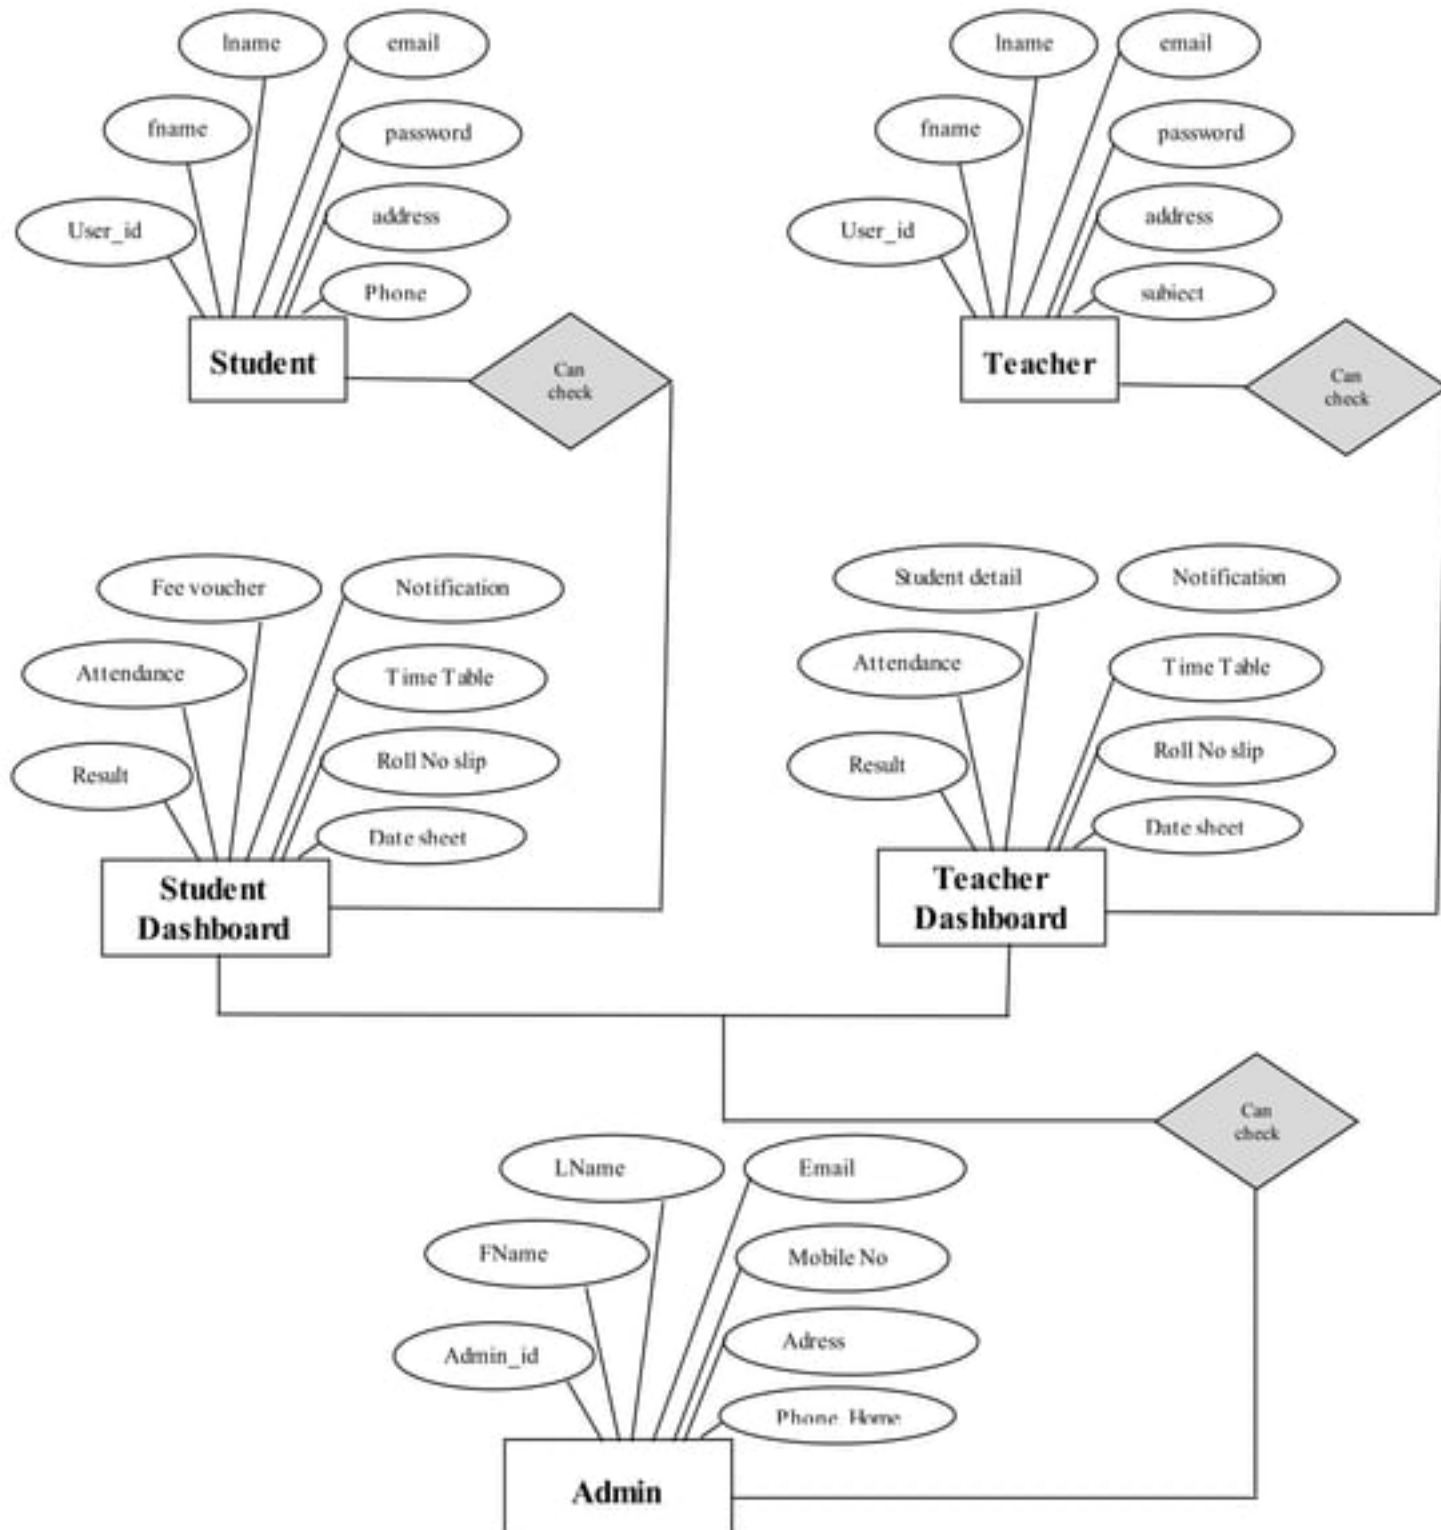 lname
email
fname
password
User_id
address
Phone
Student
Can
check
lname
email
fname
password
User_id
address
subject
Teacher
Can
check
Fee voucher
Notification
Attendance
Time Table
Result
Roll No slip
Date sheet
Student
Dashboard
Student detail
Notification
Attendance
Time Table
Result
Roll No slip
Date sheet
Teacher
Dashboard
Can
check
LName
Email
FName
Mobile No
Admin_id
Adress
Phone_Home
Admin